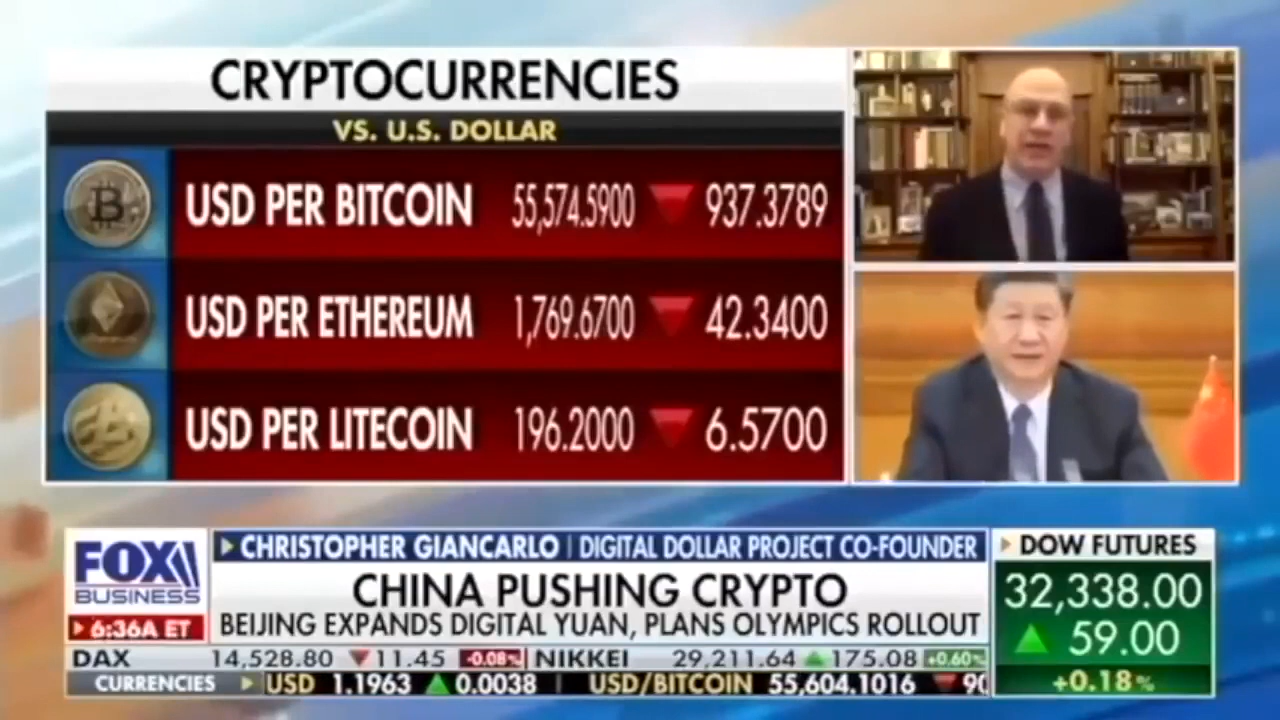 CRYPTOCURRENCIES
VS. U.S. DOLLAR
USD PER BITCOIN 55,574.5900 937.3789
USD PER ETHEREUM 1,769.6700 42.3400
USD PER LITECOIN 196.2000 6.5700
FOX BUSINESS
6:36A ET
CHRISTOPHER GIANCARLO | DIGITAL DOLLAR PROJECT CO-FOUNDER
CHINA PUSHING CRYPTO
BEIJING EXPANDS DIGITAL YUAN, PLANS OLYMPICS ROLLOUT
DOW FUTURES
32,338.00
59.00
+0.18%
DAX 14,528.80 11.45 -0.08% NIKKEI 29,211.64 175.08 +0.60%
CURRENCIES USD 1.1963 0.0038 | USD/BITCOIN 55,604.1016